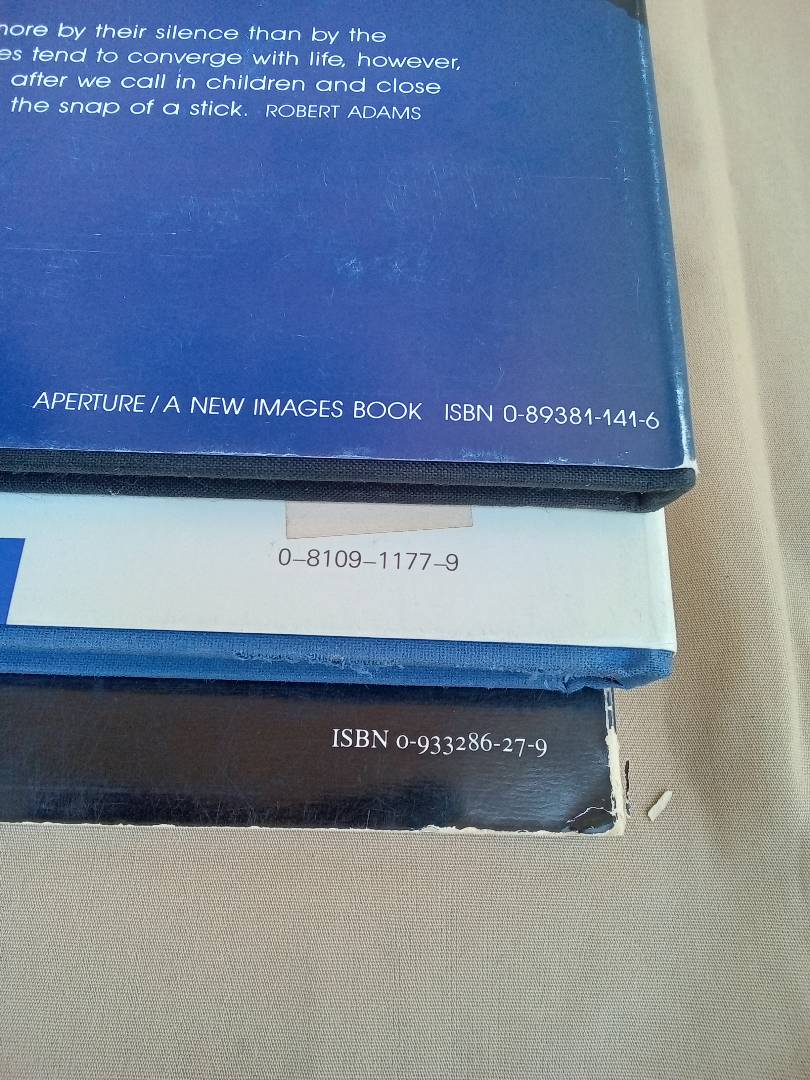 more by their silence than by the
es tend to converge with life, however,
after we call in children and close
the snap of a stick. ROBERT ADAMS
APERTURE / A NEW IMAGES BOOK ISBN 0-89381-141-6
0–8109–1177–9
ISBN 0-933286-27-9